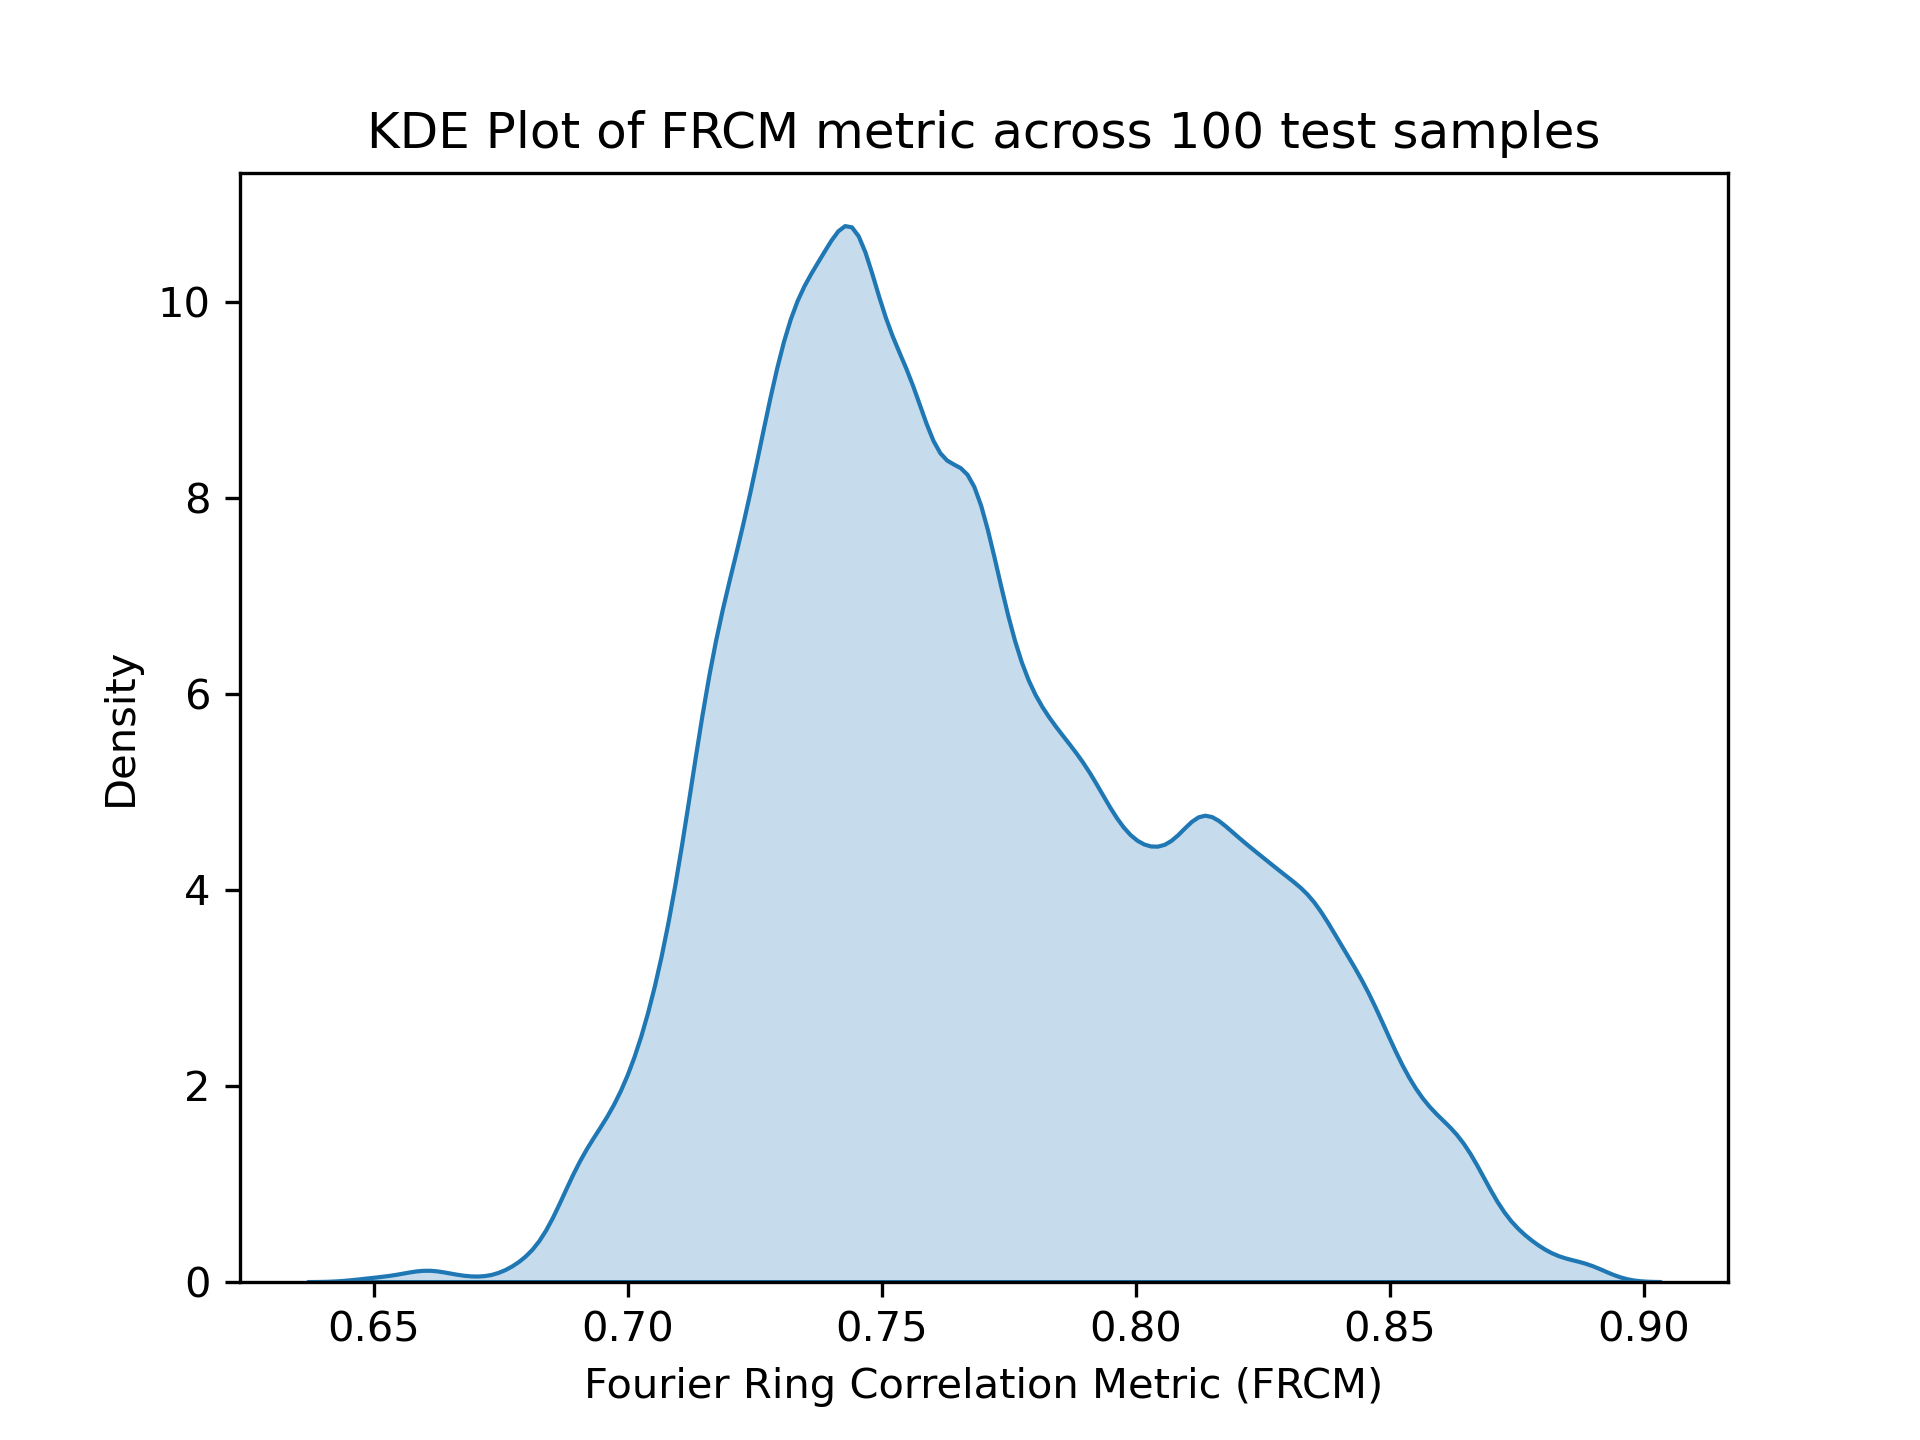 KDE Plot of FRCM metric across 100 test samples
Density
10
8
6
4
2
0
0.65 0.70 0.75 0.80 0.85 0.90
Fourier Ring Correlation Metric (FRCM)